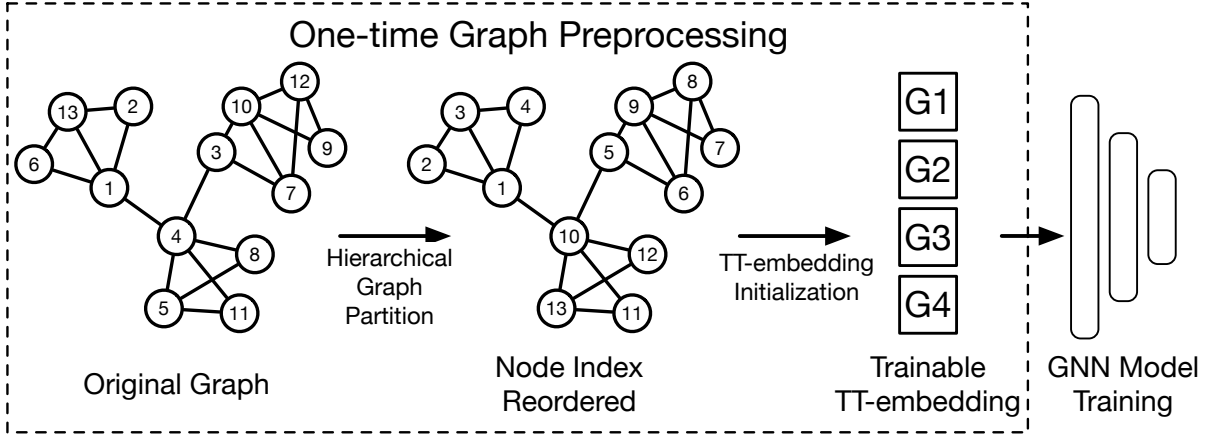 One-time Graph Preprocessing
12
13
2
10
6
3
9
1
7
4
8
5
11
Original Graph
Hierarchical
Graph
Partition
8
3
4
9
2
5
7
1
6
10
12
13
11
Node Index
Reordered
TT-embedding
Initialization
G1
G2
G3
G4
Trainable
TT-embedding
GNN Model
Training